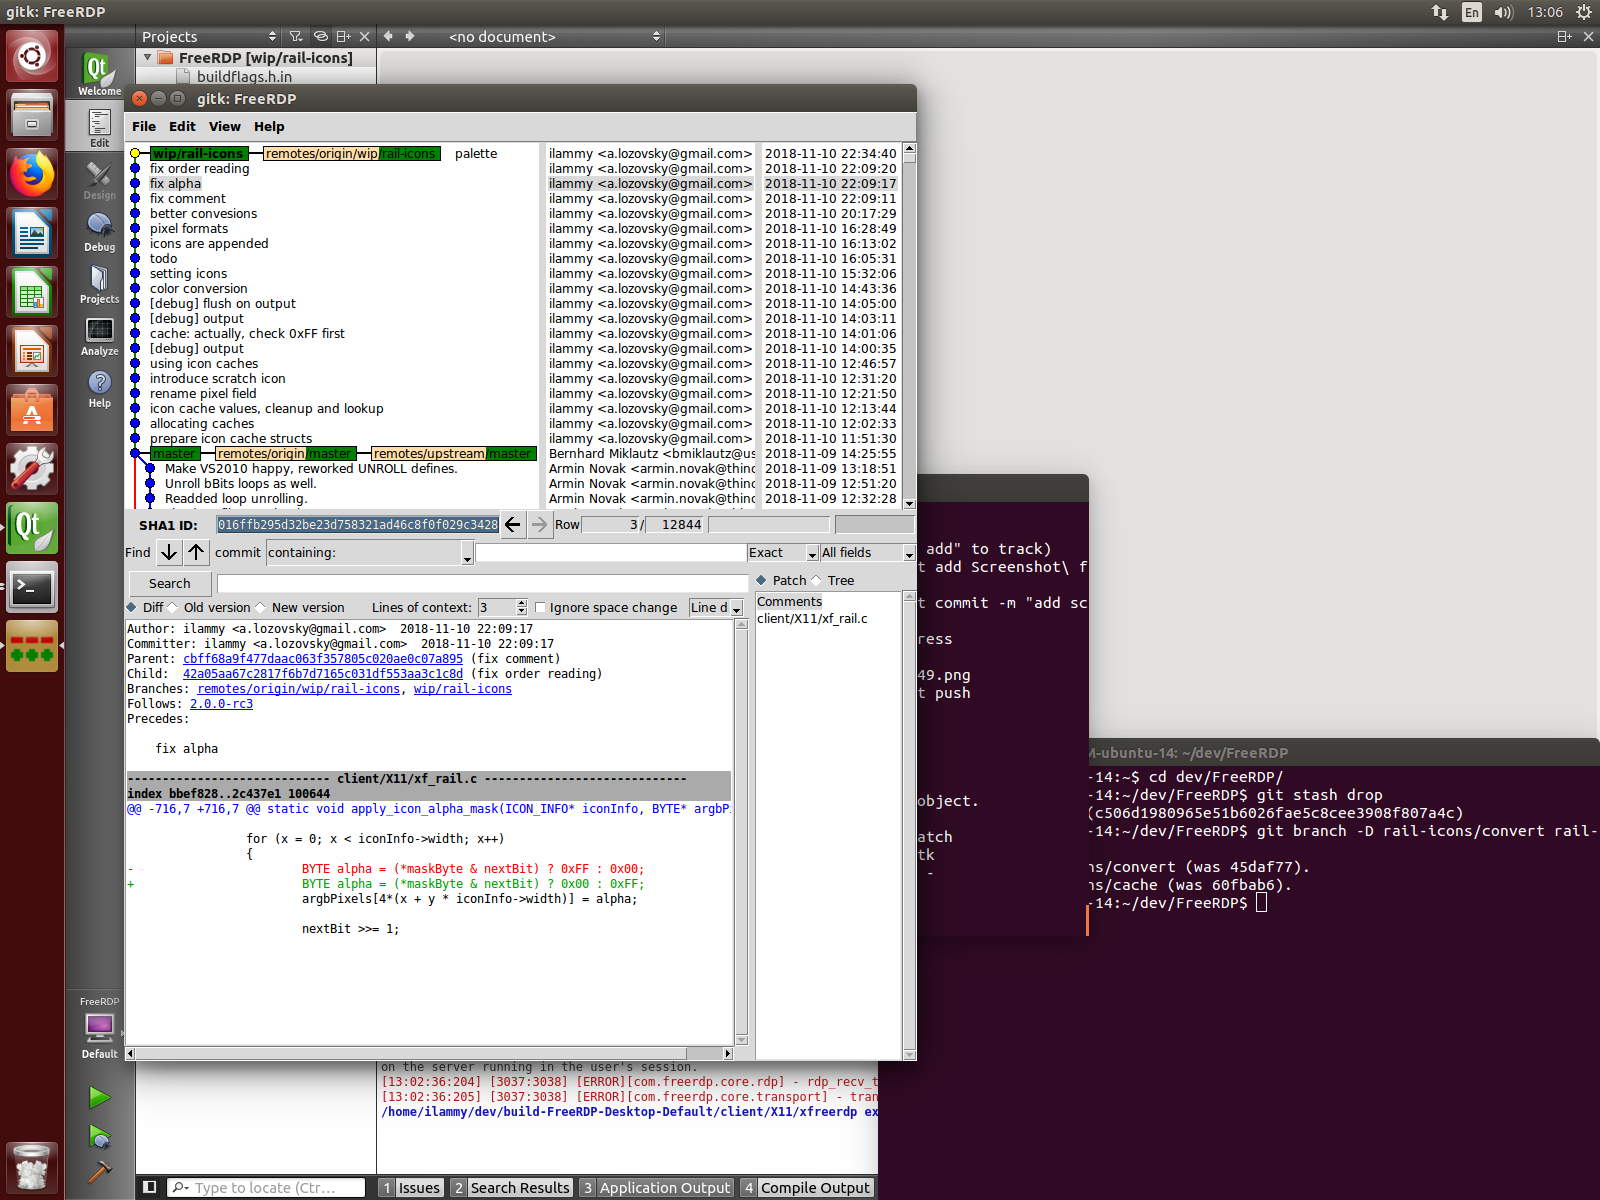 gitk: FreeRDP
En
13:06
Projects
<no document>
FreeRDP [wip/rail-icons]
buildflags.h.in
Welcome
Edit
Design
Debug
Projects
Analyze
Help
gitk: FreeRDP
File Edit View Help
wip/rail-icons remotes/origin/wip/rail-icons palette ilammy <a.lozovsky@gmail.com> 2018-11-10 22:34:40
fix order reading ilammy <a.lozovsky@gmail.com> 2018-11-10 22:09:20
fix alpha ilammy <a.lozovsky@gmail.com> 2018-11-10 22:09:17
fix comment ilammy <a.lozovsky@gmail.com> 2018-11-10 22:09:11
better convesions ilammy <a.lozovsky@gmail.com> 2018-11-10 20:17:29
pixel formats ilammy <a.lozovsky@gmail.com> 2018-11-10 16:28:49
icons are appended ilammy <a.lozovsky@gmail.com> 2018-11-10 16:13:02
todo ilammy <a.lozovsky@gmail.com> 2018-11-10 16:05:31
setting icons ilammy <a.lozovsky@gmail.com> 2018-11-10 15:32:06
color conversion ilammy <a.lozovsky@gmail.com> 2018-11-10 14:43:36
[debug] flush on output ilammy <a.lozovsky@gmail.com> 2018-11-10 14:05:00
[debug] output ilammy <a.lozovsky@gmail.com> 2018-11-10 14:03:11
cache: actually, check 0xFF first ilammy <a.lozovsky@gmail.com> 2018-11-10 14:01:06
[debug] output ilammy <a.lozovsky@gmail.com> 2018-11-10 14:00:35
using icon caches ilammy <a.lozovsky@gmail.com> 2018-11-10 12:46:57
introduce scratch icon ilammy <a.lozovsky@gmail.com> 2018-11-10 12:31:20
rename pixel field ilammy <a.lozovsky@gmail.com> 2018-11-10 12:21:50
icon cache values, cleanup and lookup ilammy <a.lozovsky@gmail.com> 2018-11-10 12:13:44
allocating caches ilammy <a.lozovsky@gmail.com> 2018-11-10 12:02:33
prepare icon cache structs ilammy <a.lozovsky@gmail.com> 2018-11-10 11:51:30
master remotes/origin/master remotes/upstream/master Bernhard Miklautz <bmiklautz@us 2018-11-09 14:25:55
Make VS2010 happy, reworked UNROLL defines. Armin Novak <armin.novak@thinc 2018-11-09 13:18:51
Unroll bBits loops as well. Armin Novak <armin.novak@thinc 2018-11-09 12:51:20
Readded loop unrolling. Armin Novak <armin.novak@thinc 2018-11-09 12:32:28
SHA1 ID: 016ffb295d32be23d758321ad46c8f0f029c3428 Row 3 / 12844
Find commit containing: Exact All fields
Search
Patch Tree
Diff Old version New version Lines of context: 3 Ignore space change Line d
Comments
client/X11/xf_rail.c
Author: ilammy <a.lozovsky@gmail.com> 2018-11-10 22:09:17
Committer: ilammy <a.lozovsky@gmail.com> 2018-11-10 22:09:17
Parent: cbff68a9f477daac063f357805c020ae0c07a895 (fix comment)
Child: 42a05aa67c2817f6b7d7165c031df553aa3c1c8d (fix order reading)
Branches: remotes/origin/wip/rail-icons, wip/rail-icons
Follows: 2.0.0-rc3
Precedes:
fix alpha
----------------------------- client/X11/xf_rail.c -----------------------------
index bbef828..2c437e1 100644
@@ -716,7 +716,7 @@ static void apply_icon_alpha_mask(ICON_INFO* iconInfo, BYTE* argbP
for (x = 0; x < iconInfo->width; x++)
{
- BYTE alpha = (*maskByte & nextBit) ? 0xFF : 0x00;
+ BYTE alpha = (*maskByte & nextBit) ? 0x00 : 0xFF;
argbPixels[4*(x + y * iconInfo->width)] = alpha;
nextBit >>= 1;
add" to track)
t add Screenshot\ f
t commit -m "add sc
ress
49.png
t push
object.
atch
tk
-
M-ubuntu-14: ~/dev/FreeRDP
-14:~$ cd dev/FreeRDP/
-14:~/dev/FreeRDP$ git stash drop
(c506d1980965e51b6026fae5c8cee3908f807a4c)
-14:~/dev/FreeRDP$ git branch -D rail-icons/convert rail-
ns/convert (was 45daf77).
ns/cache (was 60fbab6).
-14:~/dev/FreeRDP$
FreeRDP
Default
on the server running in the user's session.
[13:02:36:204] [3037:3038] [ERROR][com.freerdp.core.rdp] - rdp_recv_t
[13:02:36:205] [3037:3038] [ERROR][com.freerdp.core.transport] - tran
/home/ilammy/dev/build-FreeRDP-Desktop-Default/client/X11/xfreerdp ex
Type to locate (Ctr... 1 Issues 2 Search Results 3 Application Output 4 Compile Output